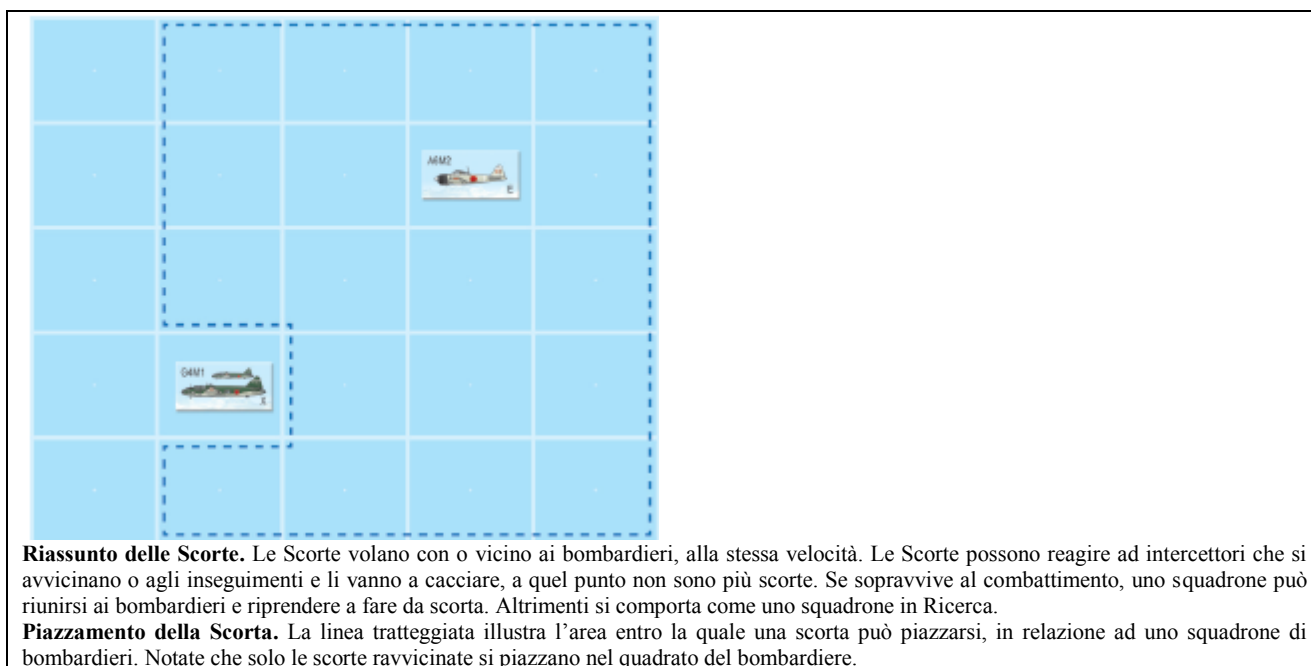 A6M2
E
G4M1
Riassunto delle Scorte. Le Scorte volano con o vicino ai bombardieri, alla stessa velocità. Le Scorte possono reagire ad intercettori che si
avvicinano o agli inseguimenti e li vanno a cacciare, a quel punto non sono più scorte. Se sopravvive al combattimento, uno squadrone può
riunirsi ai bombardieri e riprendere a fare da scorta. Altrimenti si comporta come uno squadrone in Ricerca.
Piazzamento della Scorta. La linea tratteggiata illustra l’area entro la quale una scorta può piazzarsi, in relazione ad uno squadrone di
bombardieri. Notate che solo le scorte ravvicinate si piazzano nel quadrato del bombardiere.